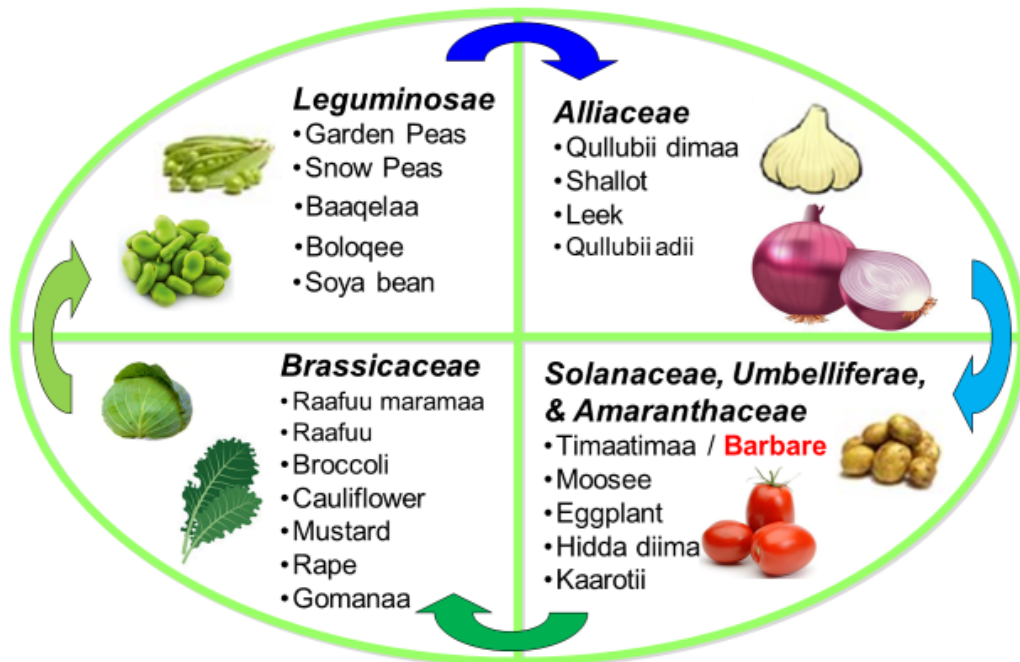 Leguminosae
•Garden Peas
•Snow Peas
•Baaqelaa
•Boloqee
•Soya bean
Alliaceae
•Qullubii dimaa
•Shallot
•Leek
•Qullubii adii
Brassicaceae
•Raafuu maramaa
•Raafuu
•Broccoli
•Cauliflower
•Mustard
•Rape
•Gomanaa
Solanaceae, Umbelliferae,
& Amaranthaceae
•Timaatimaa / Barbare
•Moosee
•Eggplant
•Hidda diima
•Kaarotii